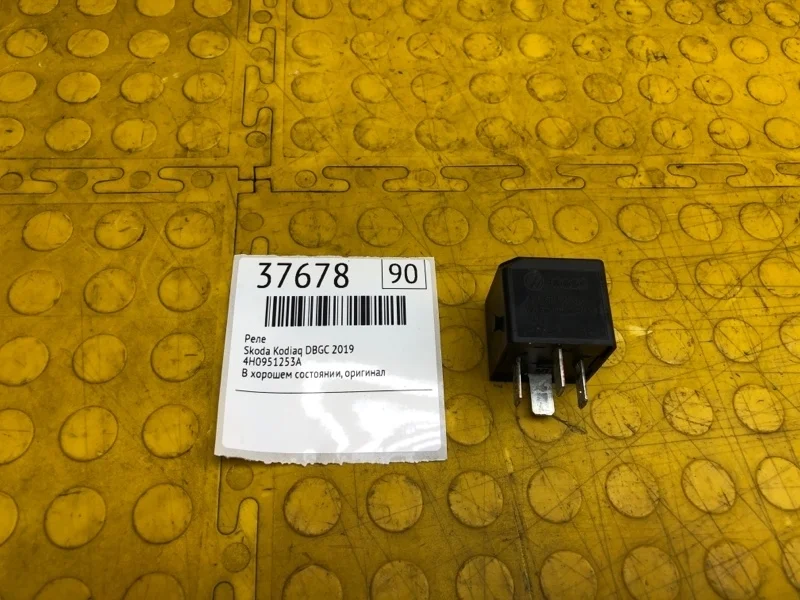 37678
90
Реле
Skoda Kodiaq DBGC 2019
4H0951253A
В хорошем состоянии, оригинал